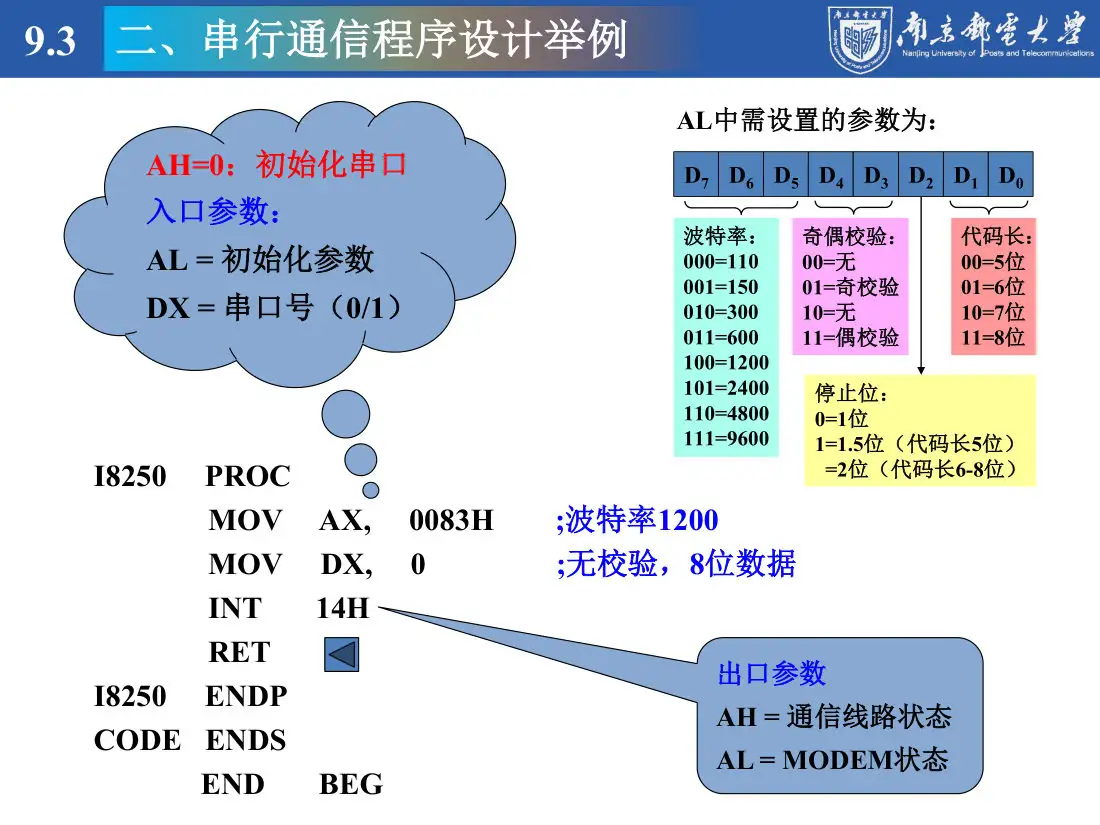 9.3 二、串行通信程序设计举例
南京邮电大学
南京郵電大學
Nanjing University of Posts and Telecommunications
AH=0：初始化串口
入口参数：
AL = 初始化参数
DX = 串口号（0/1）
AL中需设置的参数为：
D7 D6 D5 D4 D3 D2 D1 D0
波特率：
000=110
001=150
010=300
011=600
100=1200
101=2400
110=4800
111=9600
奇偶校验：
00=无
01=奇校验
10=无
11=偶校验
代码长：
00=5位
01=6位
10=7位
11=8位
停止位：
0=1位
1=1.5位（代码长5位）
=2位（代码长6-8位）
I8250 PROC
MOV AX, 0083H ;波特率1200
MOV DX, 0 ;无校验，8位数据
INT 14H
RET
I8250 ENDP
CODE ENDS
END BEG
出口参数
AH = 通信线路状态
AL = MODEM状态